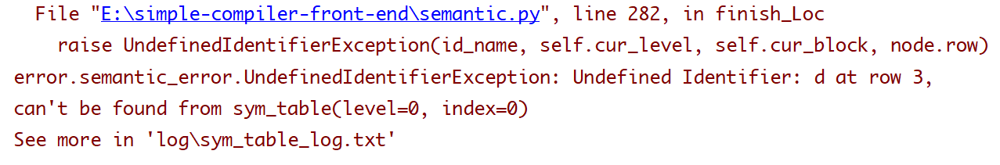 File "E:\simple-compiler-front-end\semantic.py", line 282, in finish_Loc
raise UndefinedIdentifierException(id_name, self.cur_level, self.cur_block, node.row)
error.semantic_error.UndefinedIdentifierException: Undefined Identifier: d at row 3,
can't be found from sym_table(level=0, index=0)
See more in 'log\sym_table_log.txt'